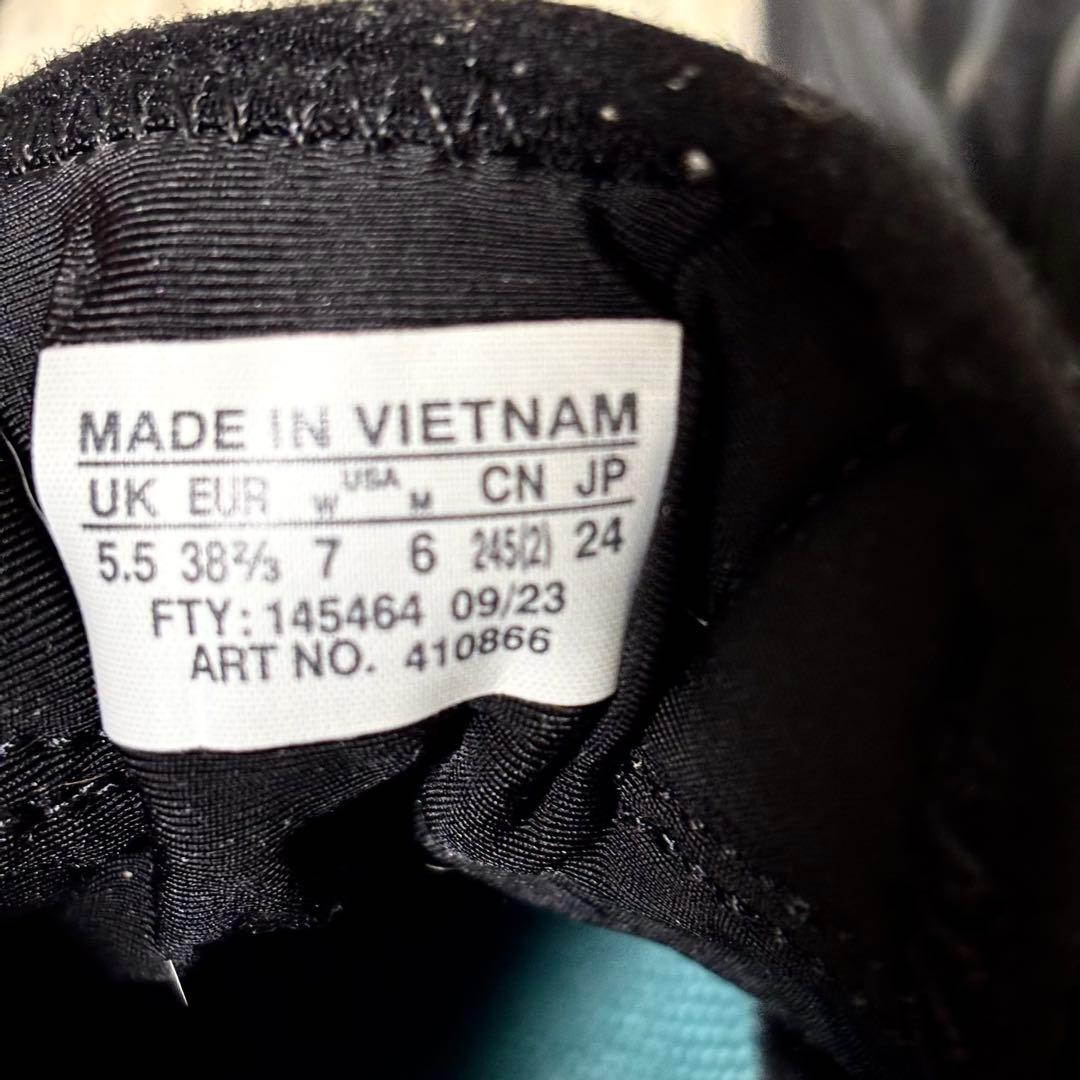 MADE IN VIETNAM
UK EUR W USA M CN JP
5.5 38⅔ 7 6 245(2) 24
FTY: 145464 09/23
ART NO. 410866